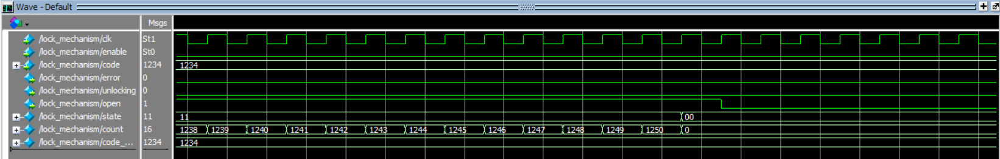 Wave - Default
Msgs
/lock_mechanism/clk St1
/lock_mechanism/enable St0
/lock_mechanism/code 1234 1234
/lock_mechanism/error 0
/lock_mechanism/unlocking 0
/lock_mechanism/open 1
/lock_mechanism/state 11 11 00
/lock_mechanism/count 16 1238 1239 1240 1241 1242 1243 1244 1245 1246 1247 1248 1249 1250 0
/lock_mechanism/code_... 1234 1234